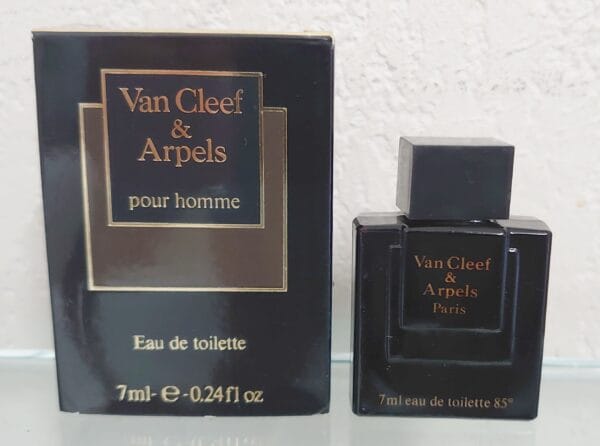 Van Cleef
&
Arpels
pour homme
Eau de toilette
7ml-℮-0.24fl oz
Van Cleef
&
Arpels
Paris
7ml eau de toilette 85°